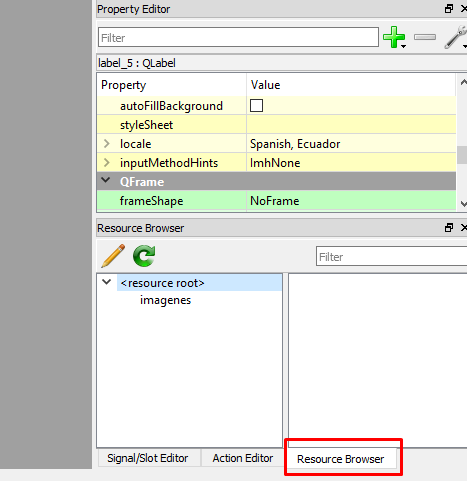 Property Editor
Filter
label_5 : QLabel
Property Value
autoFillBackground
styleSheet
locale Spanish, Ecuador
inputMethodHints ImhNone
QFrame
frameShape NoFrame
Resource Browser
Filter
<resource root>
imagenes
Signal/Slot Editor Action Editor Resource Browser